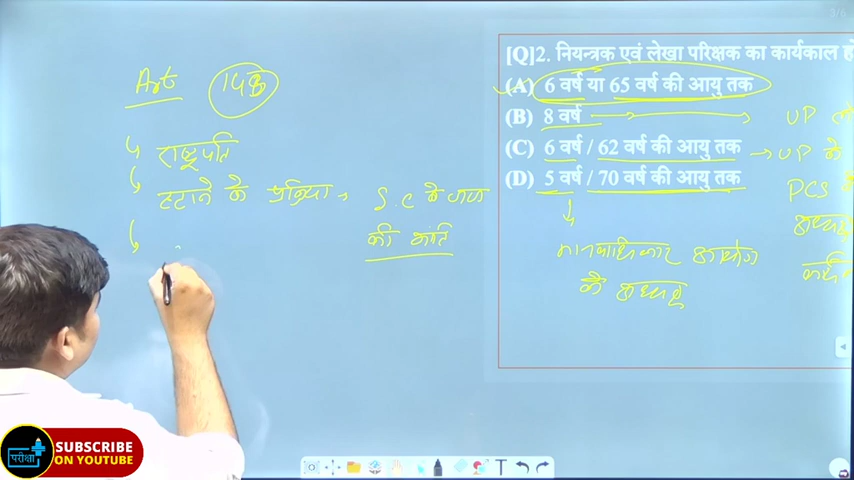 [Q]2. नियन्त्रक एवं लेखा परिक्षक का कार्यकाल हो
(A) 6 वर्ष या 65 वर्ष की आयु तक
(B) 8 वर्ष → UP
(C) 6 वर्ष / 62 वर्ष की आयु तक → UP के
(D) 5 वर्ष / 70 वर्ष की आयु तक PCS
मानवाधिकार आयोग
के अध्यक्ष
Art 148
राष्ट्रपति
हटाने के प्रक्रिया → S.C के जज
की भांति
परीक्षा
SUBSCRIBE
ON YOUTUBE
T